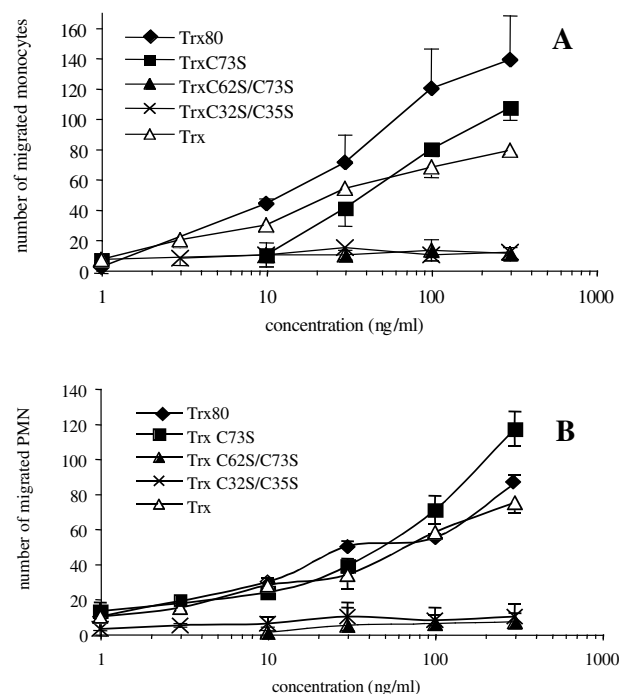 160
140
120
100
80
60
40
20
0
number of migrated monocytes
Trx80
TrxC73S
TrxC62S/C73S
TrxC32S/C35S
Trx
A
1 10 100 1000
concentration (ng/ml)
140
120
100
80
60
40
20
0
number of migrated PMN
Trx80
Trx C73S
Trx C62S/C73S
Trx C32S/C35S
Trx
B
1 10 100 1000
concentration (ng/ml)